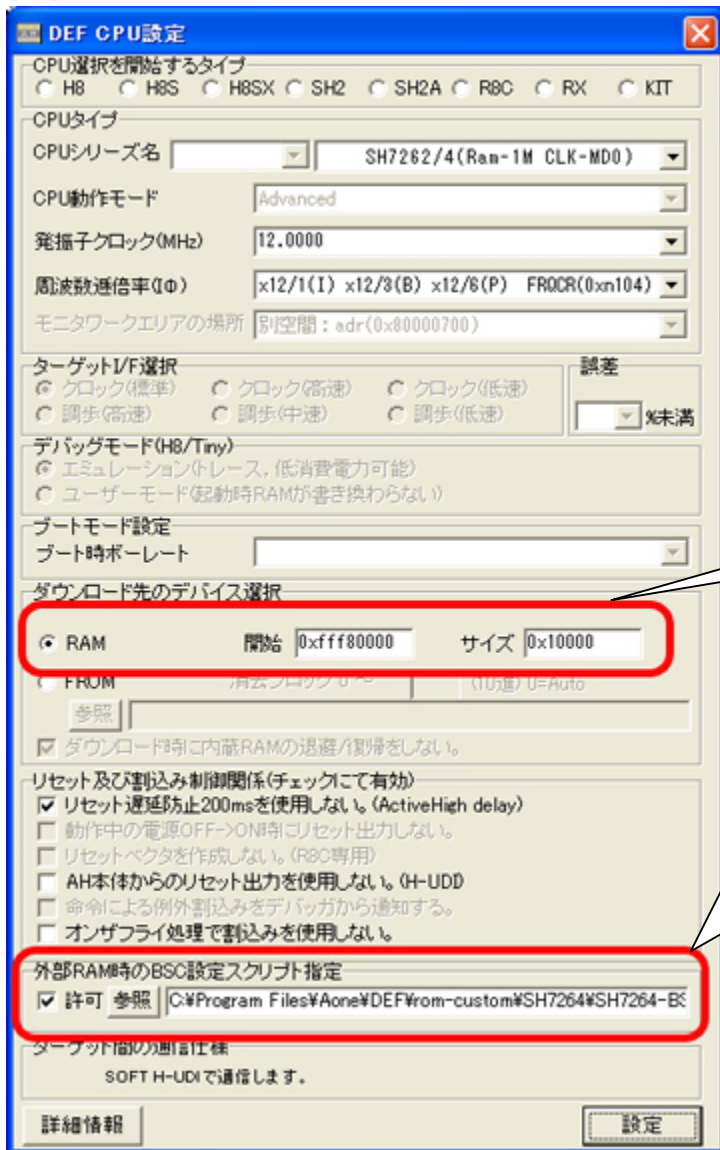 DEF CPU設定
CPU選択を開始するタイプ
H8 H8S H8SX SH2 SH2A R8C RX KIT
CPUタイプ
CPUシリーズ名 SH7262/4(Ram-1M CLK-MD0)
CPU動作モード Advanced
発振子クロック(MHz) 12.0000
周波数逓倍率(IΦ) x12/1(I) x12/3(B) x12/6(P) FRQCR(0xn104)
モニタワークエリアの場所 別空間:adr(0x80000700)
ターゲットI/F選択 誤差
クロック(標準) クロック(高速) クロック(低速)
調歩(高速) 調歩(中速) 調歩(低速) %未満
デバッグモード(H8/Tiny)
エミュレーション(トレース,低消費電力可能)
ユーザーモード(起動時RAMが書き換わらない)
ブートモード設定
ブート時ボーレート
ダウンロード先のデバイス選択
RAM 開始 0xfff80000 サイズ 0x10000
FROM 消去ブロック 0 ~ (10進) 0=Auto
参照
ダウンロード時に内蔵RAMの退避/復帰をしない。
リセット及び割込み制御関係(チェックにて有効)
リセット遅延防止200msを使用しない。(ActiveHigh delay)
動作中の電源OFF->ON時にリセット出力しない。
リセットベクタを作成しない。(R8C専用)
AH本体からのリセット出力を使用しない。(H-UDI)
命令による例外割込みをデバッガから通知する。
オンザフライ処理で割込みを使用しない。
外部RAM時のBSC設定スクリプト指定
許可 参照 C:¥Program Files¥Aone¥DEF¥rom-custom¥SH7264¥SH7264-BS
ターゲット間の通信仕様
SOFT H-UDIで通信します。
詳細情報 設定